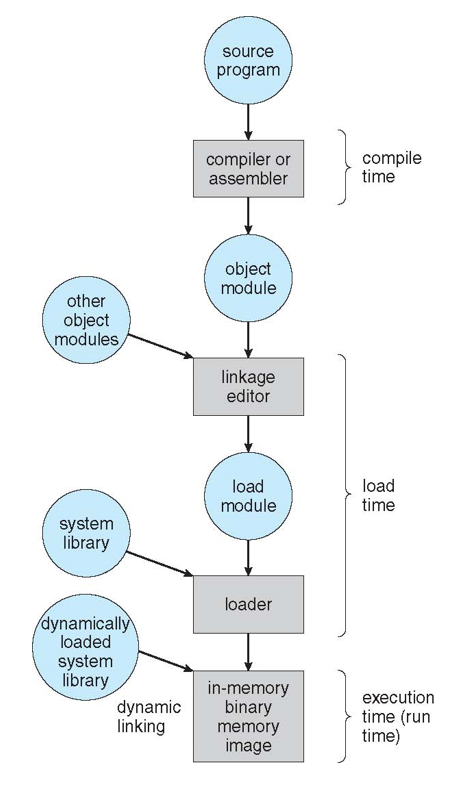 source
program
compiler or
assembler
compile
time
object
module
other
object
modules
linkage
editor
load
module
load
time
system
library
loader
dynamically
loaded
system
library
dynamic
linking
in-memory
binary
memory
image
execution
time (run
time)